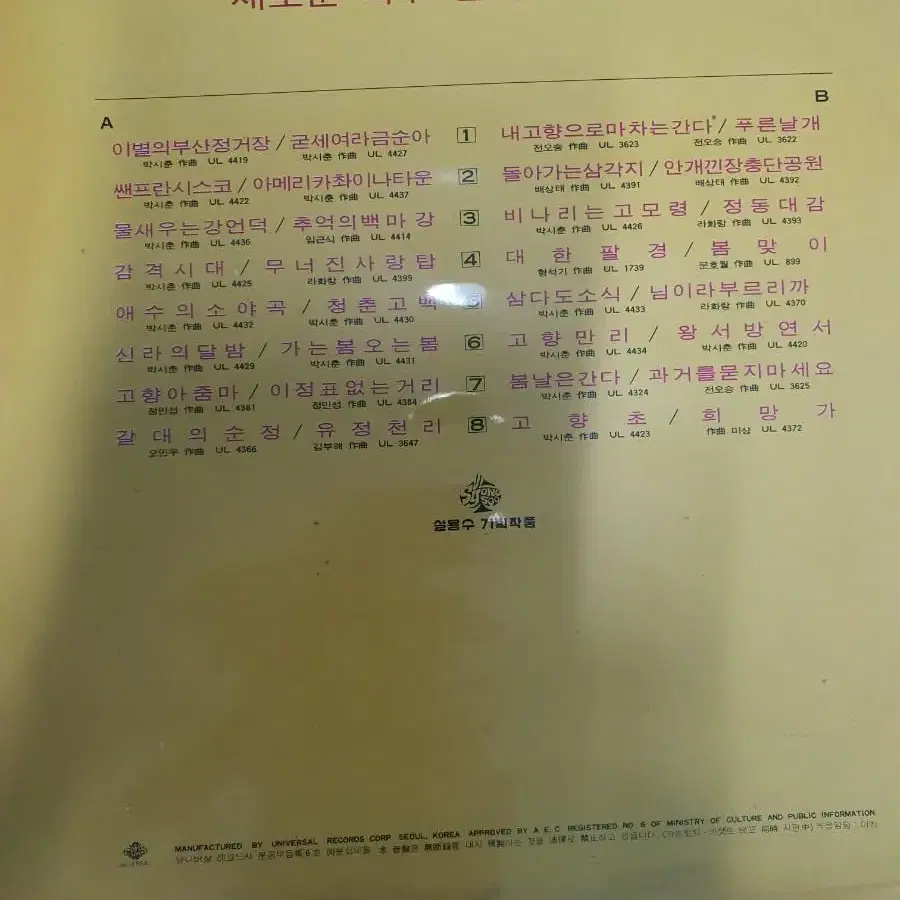 A
이별의부산정거장 / 굳세여라금순아
박시춘 作曲 UL 4419 박시춘 作曲 UL 4427
쌘프란시스코 / 아메리카촤이나타운
박시춘 作曲 UL 4422 박시춘 作曲 UL 4437
물새우는강언덕 / 추억의백마강
박시춘 作曲 UL 4436 임근식 作曲 UL 4414
감격시대 / 무너진사랑탑
박시춘 作曲 UL 4425 라화랑 作曲 UL 4399
애수의소야곡 / 청춘고백
박시춘 作曲 UL 4432 박시춘 作曲 UL 4430
신라의달밤 / 가는봄오는봄
박시춘 作曲 UL 4429 박시춘 作曲 UL 4431
고향아줌마 / 이정표없는거리
정민섭 作曲 UL 4381 정민섭 作曲 UL 4384
갈대의순정 / 유정천리
오민우 作曲 UL 4366 김부해 作曲 UL 3647
1
2
3
4
6
7
8
B
내고향으로마차는간다 / 푸른날개
전오승 作曲 UL 3623 전오승 作曲 UL 3622
돌아가는삼각지 / 안개낀장충단공원
배상태 作曲 UL 4391 배상태 作曲 UL 4392
비나리는고모령 / 정동대감
박시춘 作曲 UL 4426 라화랑 作曲 UL 4393
대한팔경 / 봄맞이
형석기 作曲 UL 1739 문호월 作曲 UL 899
삼다도소식 / 님이라부르리까
박시춘 作曲 UL 4433 라화랑 作曲 UL 4370
고향만리 / 왕서방연서
박시춘 作曲 UL 4434 박시춘 作曲 UL 4420
봄날은간다 / 과거를묻지마세요
박시춘 作曲 UL 4324 전오승 作曲 UL 3625
고향초 / 희망가
박시춘 作曲 UL 4423 作曲 미상 UL 4372
설용수 기획작품
MANUFACTURED BY UNIVERSAL RECORDS CORP. SEOUL, KOREA APPROVED BY A E C REGISTERED NO. 6 OF MINISTRY OF CULTURE AND PUBLIC INFORMATION